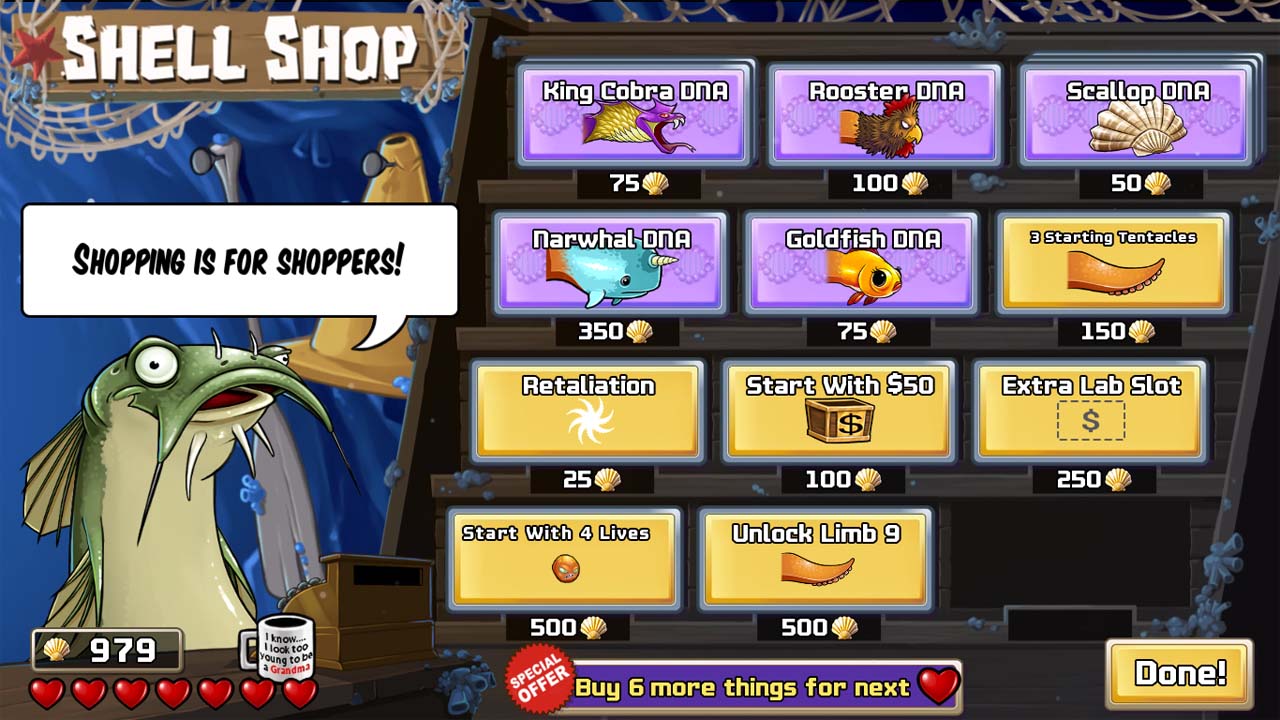 SHELL SHOP
SHOPPING IS FOR SHOPPERS!
King Cobra DNA
75
Rooster DNA
100
Scallop DNA
50
Narwhal DNA
350
Goldfish DNA
75
3 Starting Tentacles
150
Retaliation
25
Start With $50
$
100
Extra Lab Slot
$
250
Start With 4 Lives
500
Unlock Limb 9
500
979
I know....
I look too
young to be
a Grandma
SPECIAL
OFFER
Buy 6 more things for next
Done!